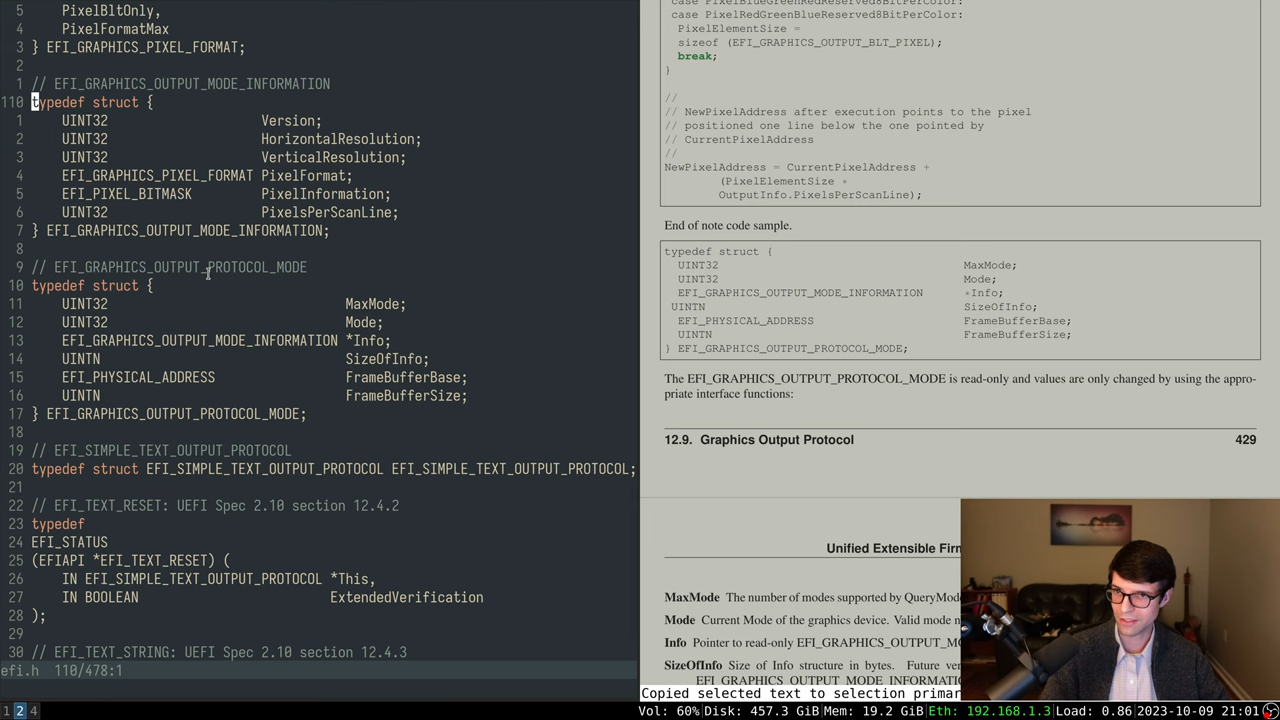 5 PixelBltOnly,
4 PixelFormatMax
3 } EFI_GRAPHICS_PIXEL_FORMAT;
2
1 // EFI_GRAPHICS_OUTPUT_MODE_INFORMATION
110 typedef struct {
1 UINT32 Version;
2 UINT32 HorizontalResolution;
3 UINT32 VerticalResolution;
4 EFI_GRAPHICS_PIXEL_FORMAT PixelFormat;
5 EFI_PIXEL_BITMASK PixelInformation;
6 UINT32 PixelsPerScanLine;
7 } EFI_GRAPHICS_OUTPUT_MODE_INFORMATION;
8
9 // EFI_GRAPHICS_OUTPUT_PROTOCOL_MODE
10 typedef struct {
11 UINT32 MaxMode;
12 UINT32 Mode;
13 EFI_GRAPHICS_OUTPUT_MODE_INFORMATION *Info;
14 UINTN SizeOfInfo;
15 EFI_PHYSICAL_ADDRESS FrameBufferBase;
16 UINTN FrameBufferSize;
17 } EFI_GRAPHICS_OUTPUT_PROTOCOL_MODE;
18
19 // EFI_SIMPLE_TEXT_OUTPUT_PROTOCOL
20 typedef struct EFI_SIMPLE_TEXT_OUTPUT_PROTOCOL EFI_SIMPLE_TEXT_OUTPUT_PROTOCOL;
21
22 // EFI_TEXT_RESET: UEFI Spec 2.10 section 12.4.2
23 typedef
24 EFI_STATUS
25 (EFIAPI *EFI_TEXT_RESET) (
26 IN EFI_SIMPLE_TEXT_OUTPUT_PROTOCOL *This,
27 IN BOOLEAN ExtendedVerification
28 );
29
30 // EFI_TEXT_STRING: UEFI Spec 2.10 section 12.4.3
efi.h 110/478:1
case PixelBlueGreenRedReserved8BitPerColor:
case PixelRedGreenBlueReserved8BitPerColor:
PixelElementSize =
sizeof (EFI_GRAPHICS_OUTPUT_BLT_PIXEL);
break;
}
//
// NewPixelAddress after execution points to the pixel
// positioned one line below the one pointed by
// CurrentPixelAddress
//
NewPixelAddress = CurrentPixelAddress +
(PixelElementSize *
OutputInfo.PixelsPerScanLine);
End of note code sample.
typedef struct {
UINT32 MaxMode;
UINT32 Mode;
EFI_GRAPHICS_OUTPUT_MODE_INFORMATION *Info;
UINTN SizeOfInfo;
EFI_PHYSICAL_ADDRESS FrameBufferBase;
UINTN FrameBufferSize;
} EFI_GRAPHICS_OUTPUT_PROTOCOL_MODE;
The EFI_GRAPHICS_OUTPUT_PROTOCOL_MODE is read-only and values are only changed by using the appro-
priate interface functions:
12.9. Graphics Output Protocol 429
Unified Extensible Firm
MaxMode The number of modes supported by QueryMod
Mode Current Mode of the graphics device. Valid mode n
Info Pointer to read-only EFI_GRAPHICS_OUTPUT_MO
SizeOfInfo Size of Info structure in bytes. Future ver
EFI_GRAPHICS_OUTPUT_MODE_INFORMATIO
Copied selected text to selection primar
1 2 4 Vol: 60%|Disk: 457.3 GiB|Mem: 19.2 GiB|Eth: 192.168.1.3|Load: 0.86|2023-10-09 21:01